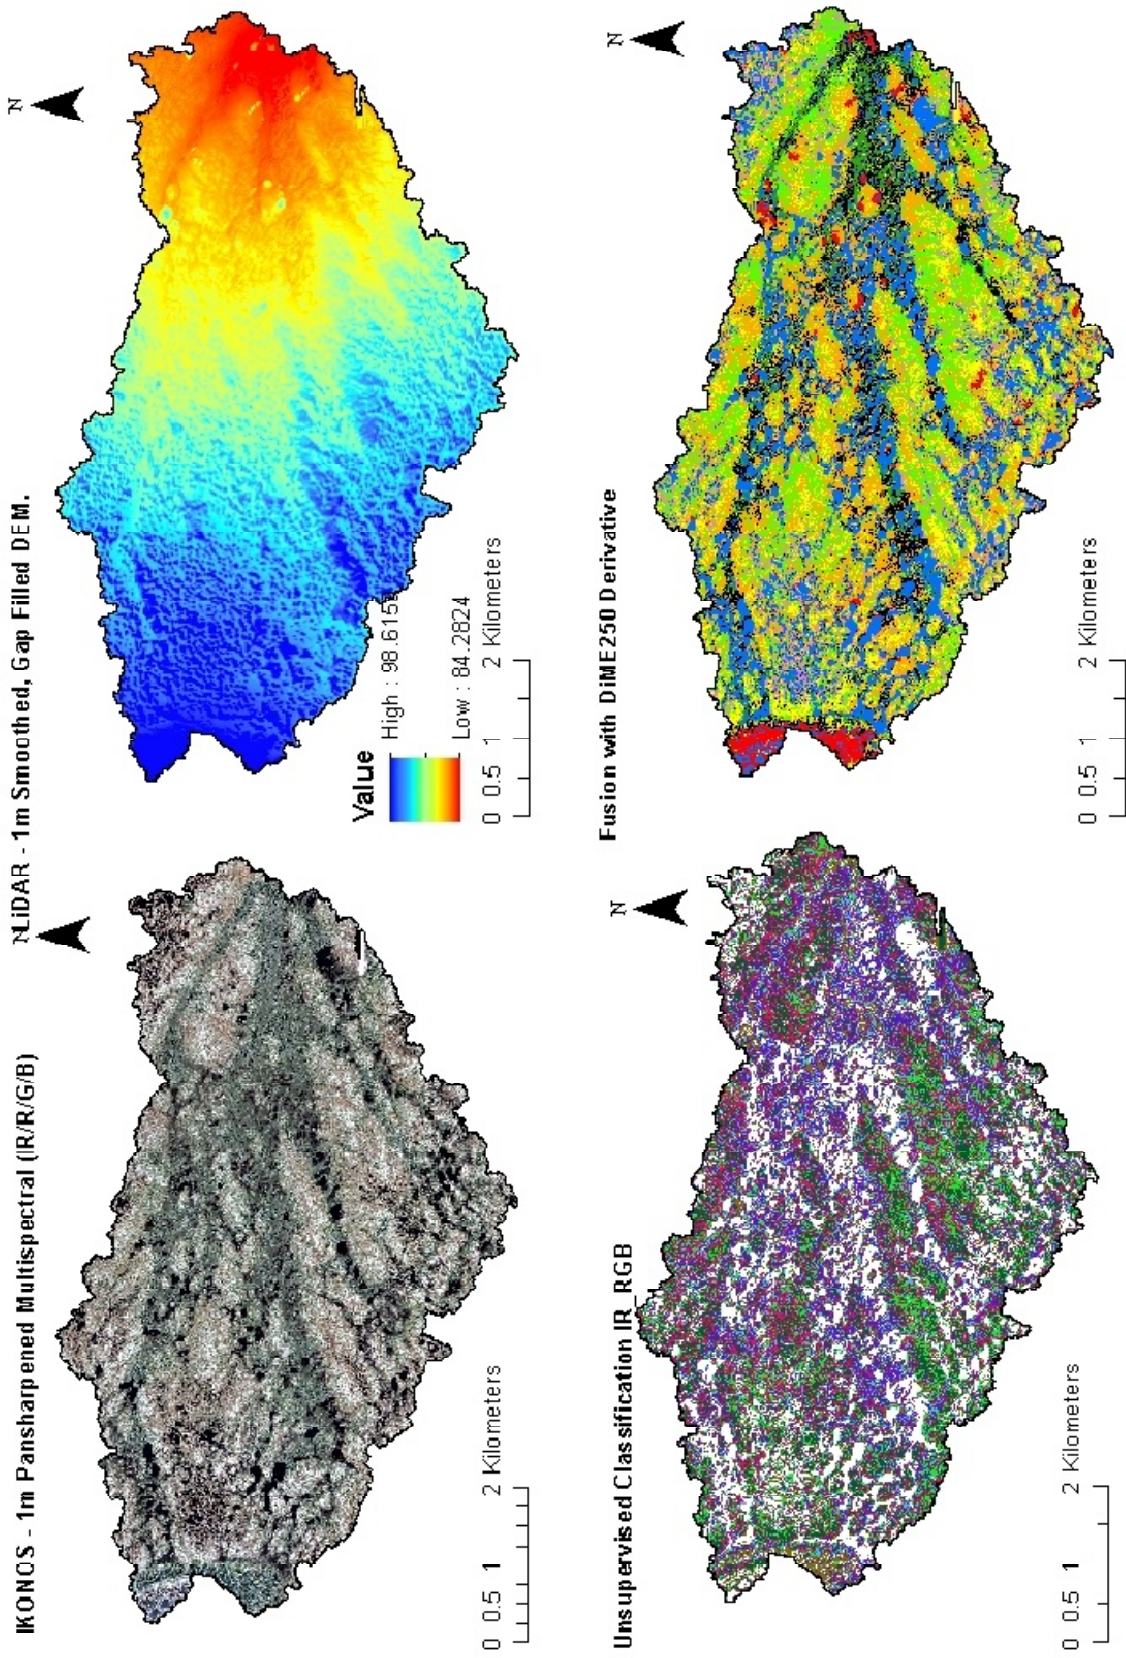 IKONOS - 1m Pansharpened Multispectral (IR/R/G/B)
N
LiDAR - 1m Smoothed, Gap Filled DEM.
N
0 0.5 1 2 Kilometers
Value
High : 98.615
Low : 84.2824
0 0.5 1 2 Kilometers
Unsupervised Classification IR_RGB
N
Fusion with DiME250 Derivative
N
0 0.5 1 2 Kilometers
0 0.5 1 2 Kilometers